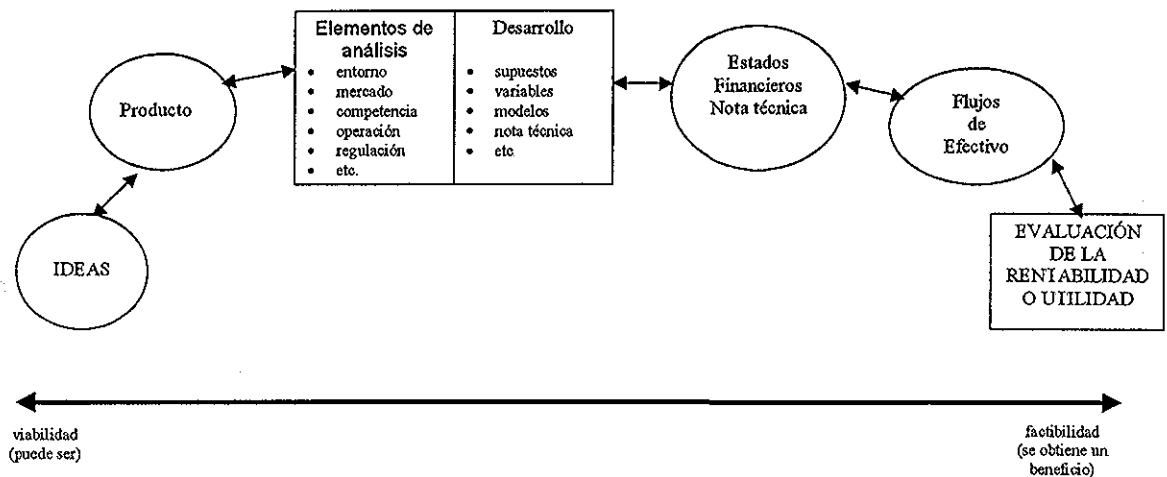 IDEAS
Producto
Elementos de
análisis
• entorno
• mercado
• competencia
• operación
• regulación
• etc.
Desarrollo
• supuestos
• variables
• modelos
• nota técnica
• etc
Estados
Financieros
Nota técnica
Flujos
de
Efectivo
EVALUACIÓN
DE LA
RENTABILIDAD
O UTILIDAD
viabilidad
(puede ser)
factibilidad
(se obtiene un
beneficio)